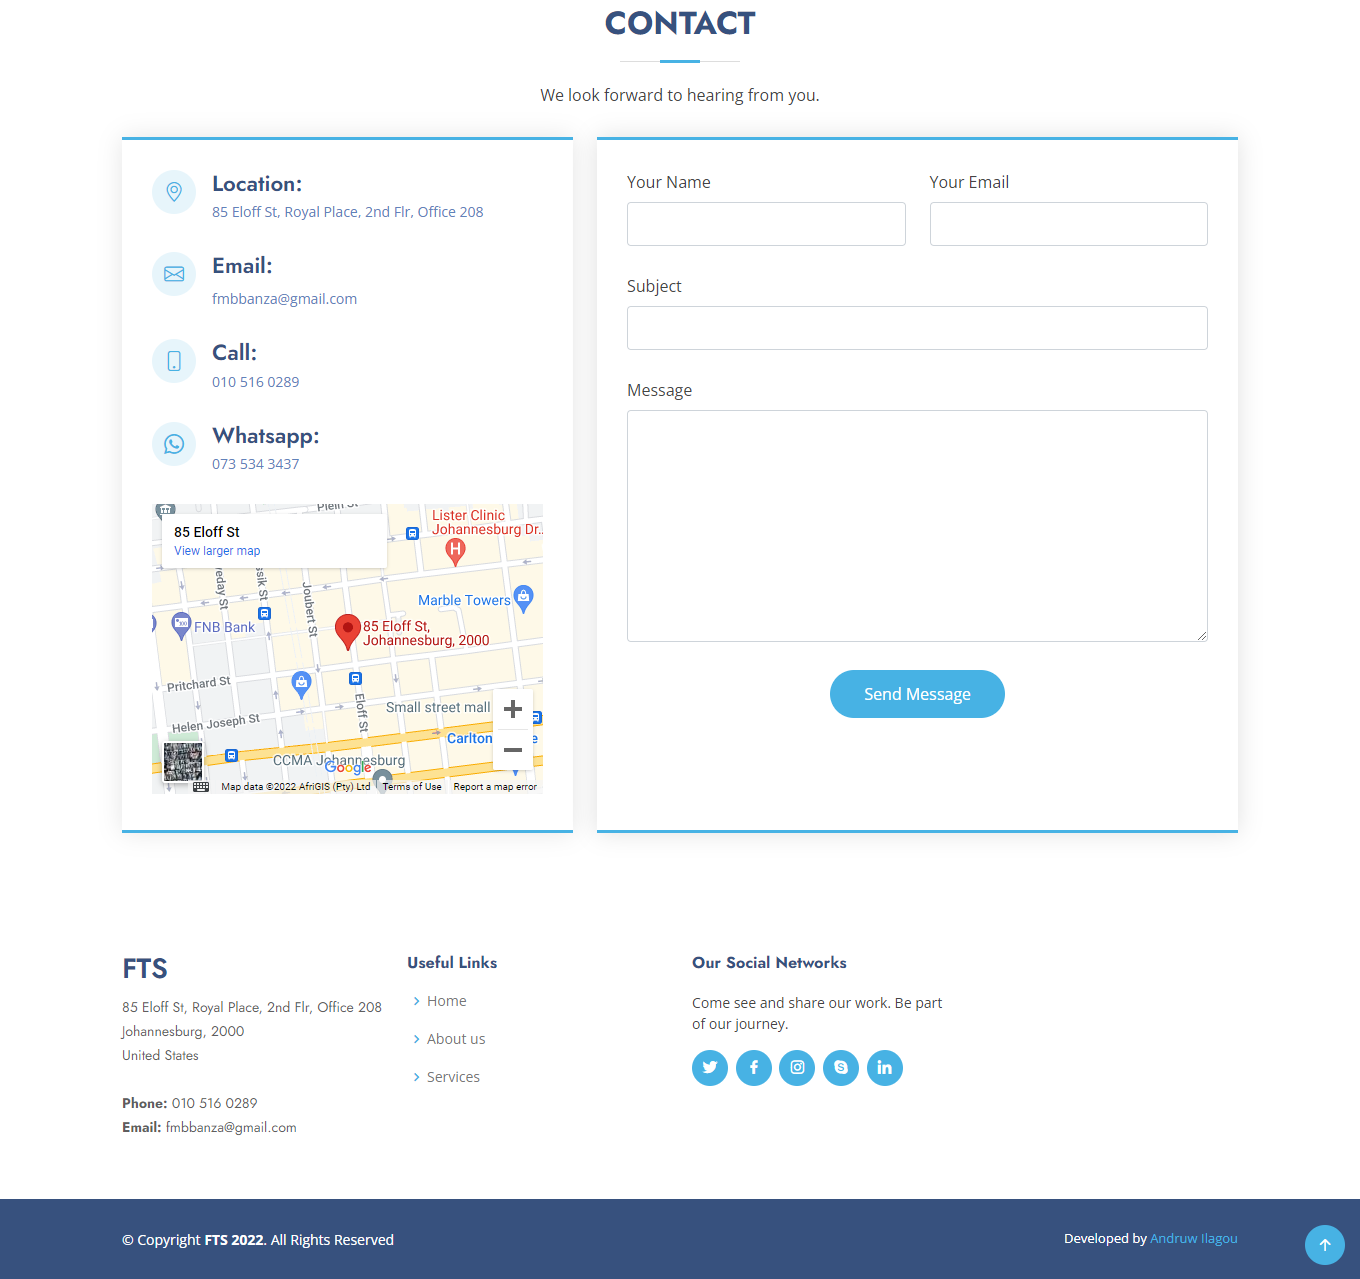 CONTACT
We look forward to hearing from you.
Location:
85 Eloff St, Royal Place, 2nd Flr, Office 208
Email:
fmbbanza@gmail.com
Call:
010 516 0289
Whatsapp:
073 534 3437
Plein St
85 Eloff St
View larger map
Lister Clinic
Johannesburg Dr...
Joubert St
Marble Towers
FNB Bank
85 Eloff St,
Johannesburg, 2000
Pritchard St
Eloff St
Small street mall
Helen Joseph St
Carlton
CCMA Johannesburg
Google
Map data ©2022 AfriGIS (Pty) Ltd
Terms of Use
Report a map error
Your Name
Your Email
Subject
Message
Send Message
FTS
85 Eloff St, Royal Place, 2nd Flr, Office 208
Johannesburg, 2000
United States
Phone: 010 516 0289
Email: fmbbanza@gmail.com
Useful Links
Home
About us
Services
Our Social Networks
Come see and share our work. Be part
of our journey.
© Copyright FTS 2022. All Rights Reserved
Developed by Andruw Ilagou